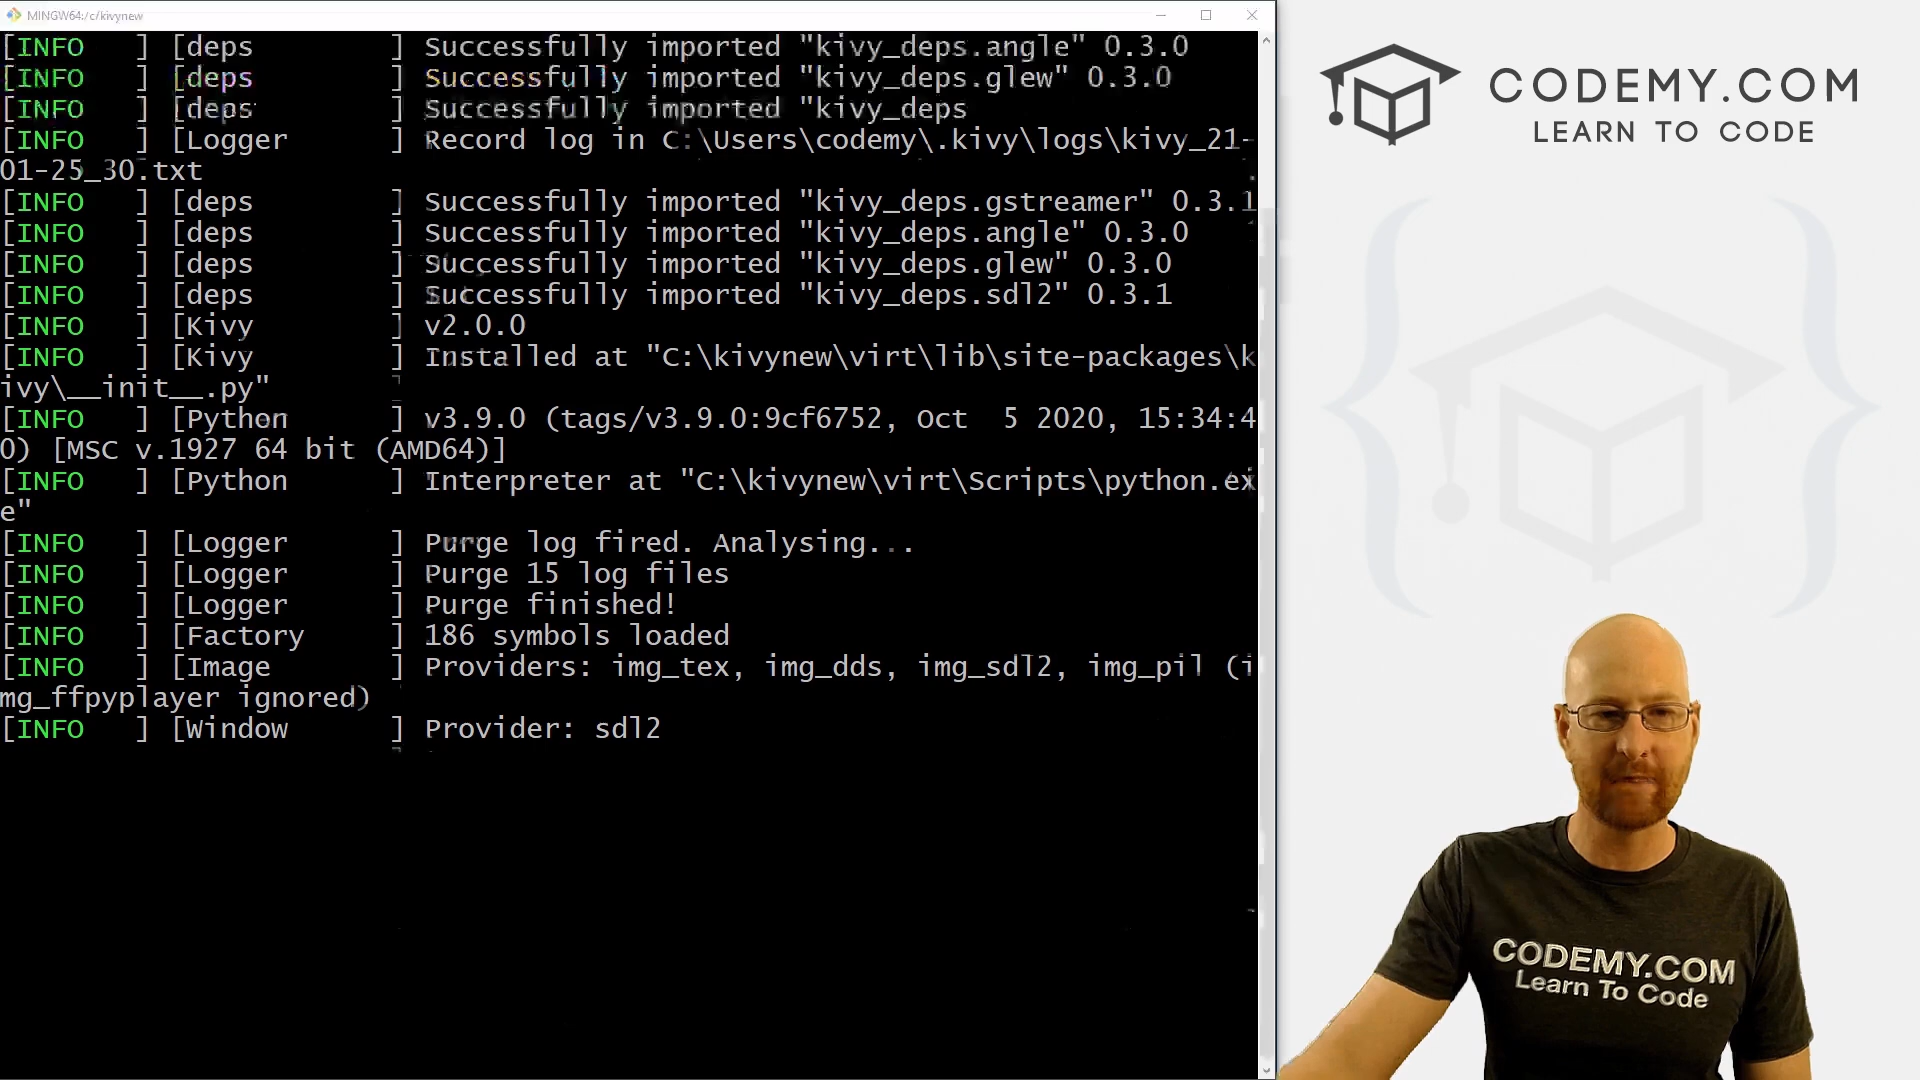 MINGW64:/c/kivynew
[INFO   ] [deps        ] Successfully imported "kivy_deps.angle" 0.3.0
[INFO   ] [deps        ] Successfully imported "kivy_deps.glew" 0.3.0
[INFO   ] [deps        ] Successfully imported "kivy_deps
[INFO   ] [Logger      ] Record log in C:\Users\codemy\.kivy\logs\kivy_21-
01-25_30.txt
[INFO   ] [deps        ] Successfully imported "kivy_deps.gstreamer" 0.3.1
[INFO   ] [deps        ] Successfully imported "kivy_deps.angle" 0.3.0
[INFO   ] [deps        ] Successfully imported "kivy_deps.glew" 0.3.0
[INFO   ] [deps        ] Successfully imported "kivy_deps.sdl2" 0.3.1
[INFO   ] [Kivy        ] v2.0.0
[INFO   ] [Kivy        ] Installed at "C:\kivynew\virt\lib\site-packages\k
ivy\__init__.py"
[INFO   ] [Python      ] v3.9.0 (tags/v3.9.0:9cf6752, Oct  5 2020, 15:34:4
0) [MSC v.1927 64 bit (AMD64)]
[INFO   ] [Python      ] Interpreter at "C:\kivynew\virt\Scripts\python.ex
e"
[INFO   ] [Logger      ] Purge log fired. Analysing...
[INFO   ] [Logger      ] Purge 15 log files
[INFO   ] [Logger      ] Purge finished!
[INFO   ] [Factory     ] 186 symbols loaded
[INFO   ] [Image       ] Providers: img_tex, img_dds, img_sdl2, img_pil (i
mg_ffpyplayer ignored)
[INFO   ] [Window      ] Provider: sdl2
CODEMY.COM
LEARN TO CODE
CODEMY.COM
Learn To Code